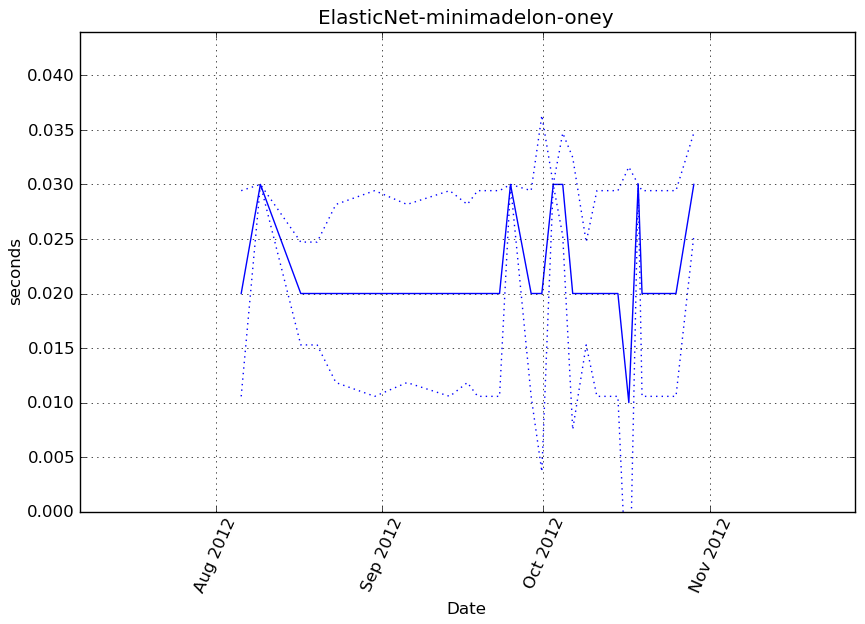 ElasticNet-minimadelon-oney
0.040
0.035
0.030
0.025
0.020
0.015
0.010
0.005
0.000
seconds
Aug 2012
Sep 2012
Oct 2012
Nov 2012
Date